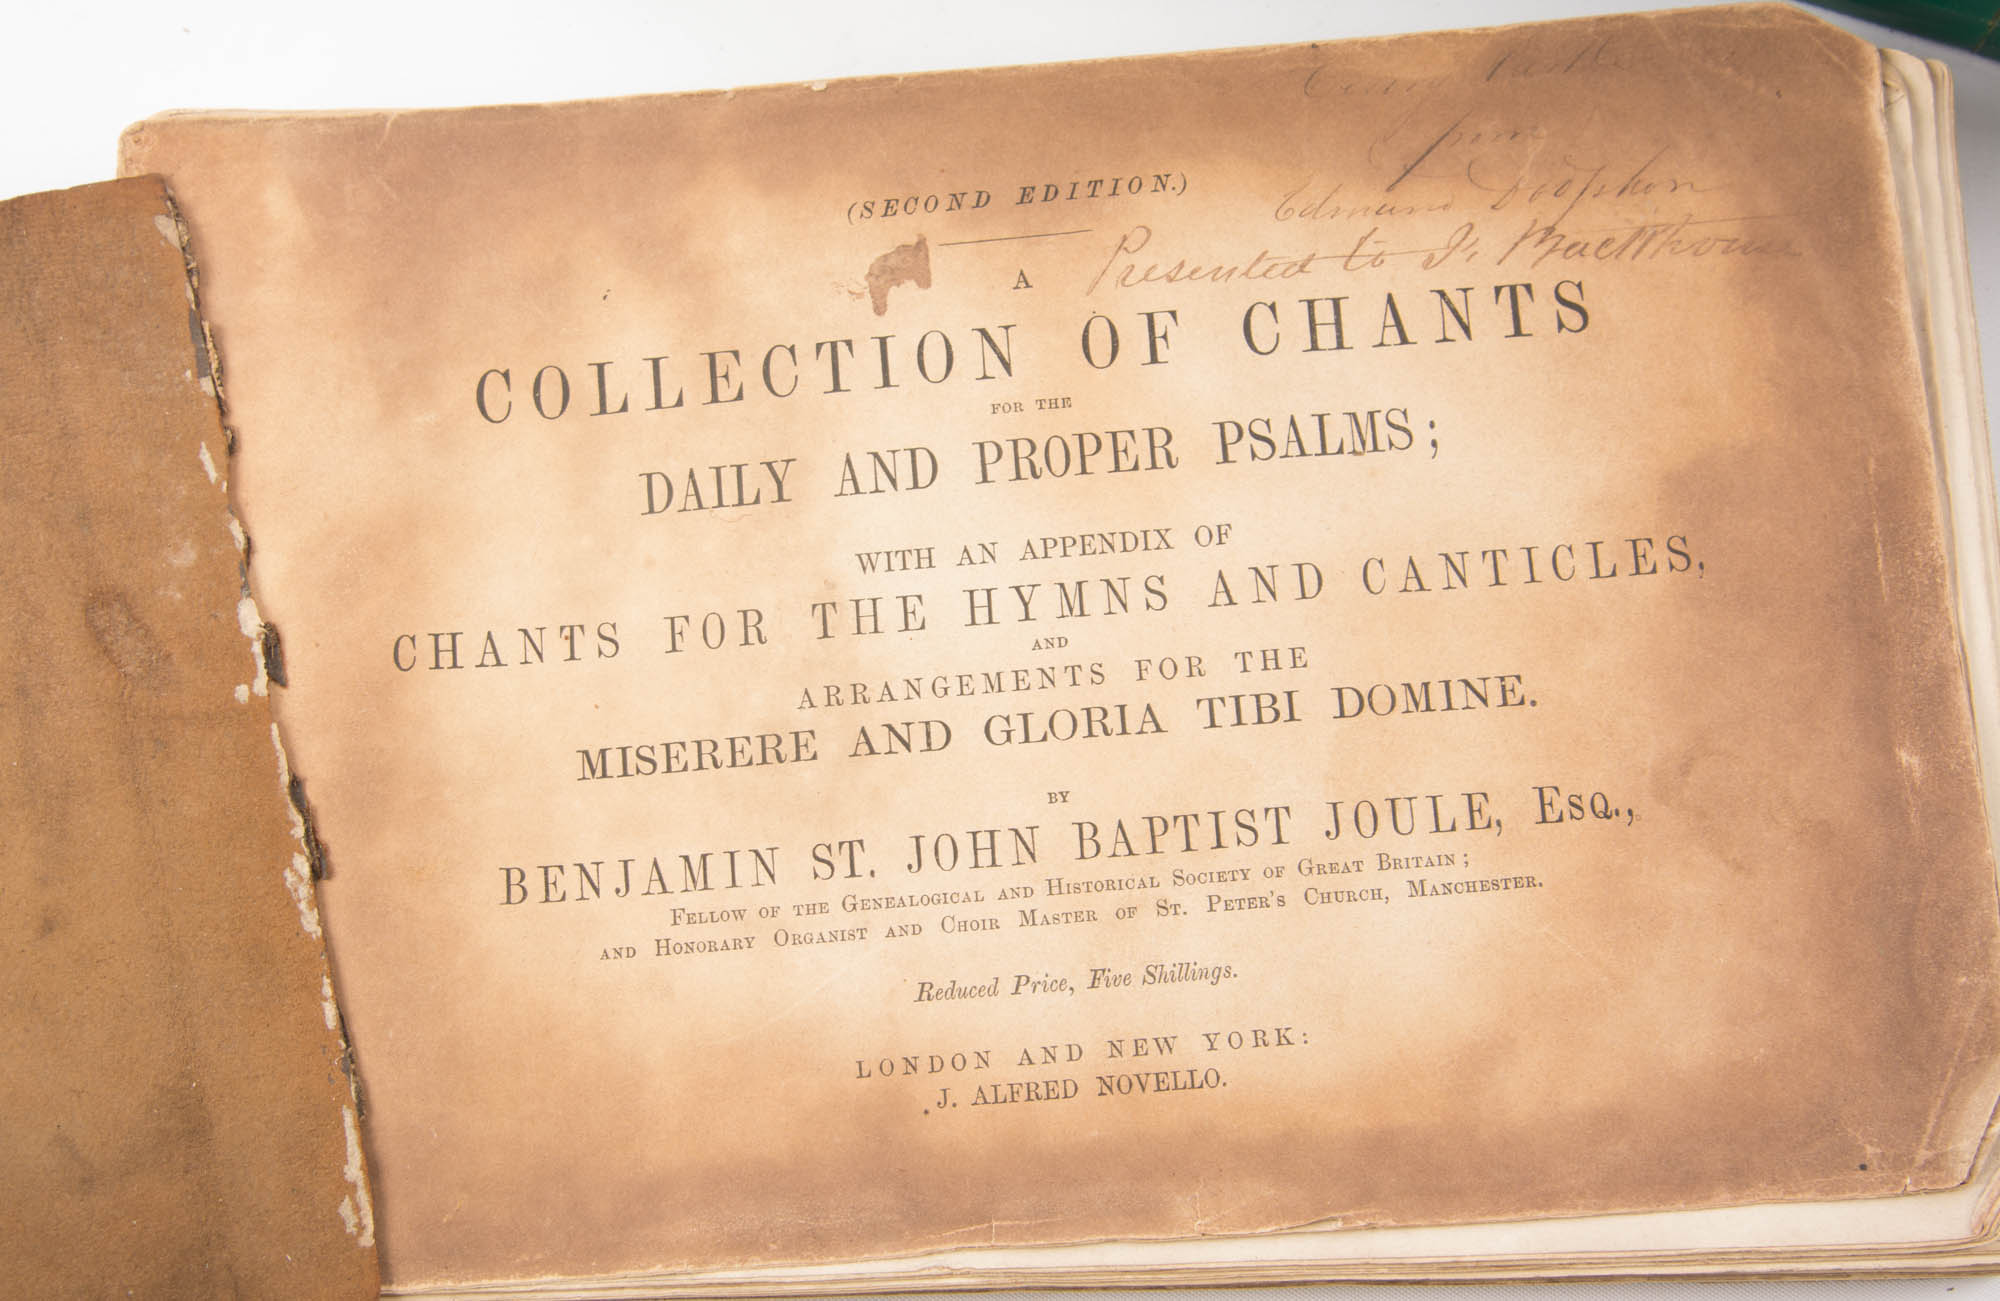 from
Edmund
Presented to J. Backhouse
(SECOND EDITION.)
A
COLLECTION OF CHANTS
FOR THE
DAILY AND PROPER PSALMS;
WITH AN APPENDIX OF
CHANTS FOR THE HYMNS AND CANTICLES,
AND
ARRANGEMENTS FOR THE
MISERERE AND GLORIA TIBI DOMINE.
BY
BENJAMIN ST. JOHN BAPTIST JOULE, ESQ.,
FELLOW OF THE GENEALOGICAL AND HISTORICAL SOCIETY OF GREAT BRITAIN;
AND HONORARY ORGANIST AND CHOIR MASTER OF ST. PETER'S CHURCH, MANCHESTER.
Reduced Price, Five Shillings.
LONDON AND NEW YORK:
J. ALFRED NOVELLO.